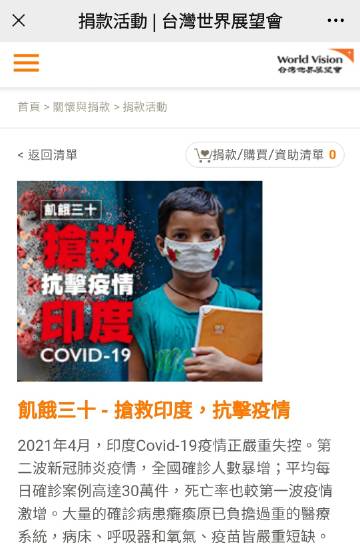 捐款活動 | 台灣世界展望會
World Vision
台灣世界展望會
首頁 > 關懷與捐款 > 捐款活動
< 返回清單
捐款/購買/資助清單 0
飢餓三十
搶救
抗擊疫情
印度
COVID-19
飢餓三十 - 搶救印度，抗擊疫情
2021年4月，印度Covid-19疫情正嚴重失控。第
二波新冠肺炎疫情，全國確診人數暴增；平均每
日確診案例高達30萬件，死亡率也較第一波疫情
激增。大量的確診病患癱瘓原已負擔過重的醫療
系統，病床、呼吸器和氧氣、疫苗皆嚴重短缺。